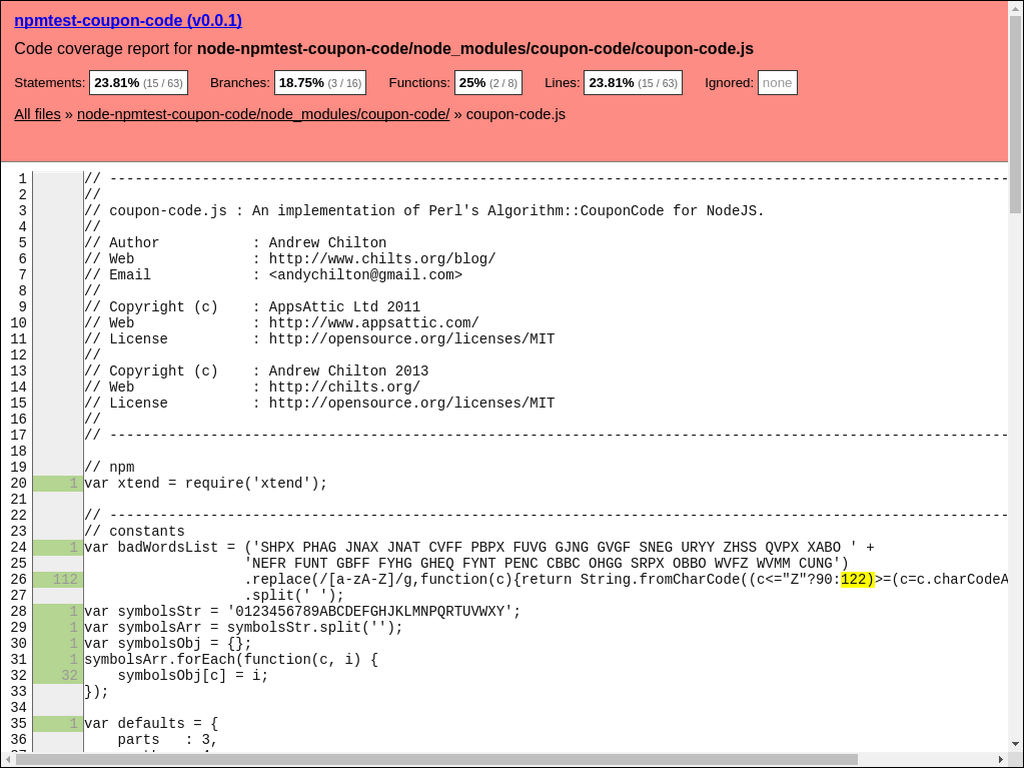 npmtest-coupon-code (v0.0.1)
Code coverage report for node-npmtest-coupon-code/node_modules/coupon-code/coupon-code.js
Statements: 23.81% (15 / 63) Branches: 18.75% (3 / 16) Functions: 25% (2 / 8) Lines: 23.81% (15 / 63) Ignored: none
All files » node-npmtest-coupon-code/node_modules/coupon-code/ » coupon-code.js
1 // -----------------------------------------------------------------------------------------------------------
2 //
3 // coupon-code.js : An implementation of Perl's Algorithm::CouponCode for NodeJS.
4 //
5 // Author           : Andrew Chilton
6 // Web              : http://www.chilts.org/blog/
7 // Email            : <andychilton@gmail.com>
8 //
9 // Copyright (c)    : AppsAttic Ltd 2011
10 // Web              : http://www.appsattic.com/
11 // License          : http://opensource.org/licenses/MIT
12 //
13 // Copyright (c)    : Andrew Chilton 2013
14 // Web              : http://chilts.org/
15 // License          : http://opensource.org/licenses/MIT
16 //
17 // -----------------------------------------------------------------------------------------------------------
18
19 // npm
20 1 var xtend = require('xtend');
21
22 // -----------------------------------------------------------------------------------------------------------
23 // constants
24 1 var badWordsList = ('SHPX PHAG JNAX JNAT CVFF PBPX FUVG GJNG GVGF SNEG URYY ZHSS QVPX XABO ' +
25                    'NEFR FUNT GBFF FYHG GHEQ FYNT PENC CBBC OHGG SRPX OBBO WVFZ WVMM CUNG')
26 112                    .replace(/[a-zA-Z]/g,function(c){return String.fromCharCode((c<="Z"?90:122)>=(c=c.charCodeA
27                    .split(' ');
28 1 var symbolsStr = '0123456789ABCDEFGHJKLMNPQRTUVWXY';
29 1 var symbolsArr = symbolsStr.split('');
30 1 var symbolsObj = {};
31 1 symbolsArr.forEach(function(c, i) {
32 32     symbolsObj[c] = i;
33 });
34
35 1 var defaults = {
36     parts   : 3,